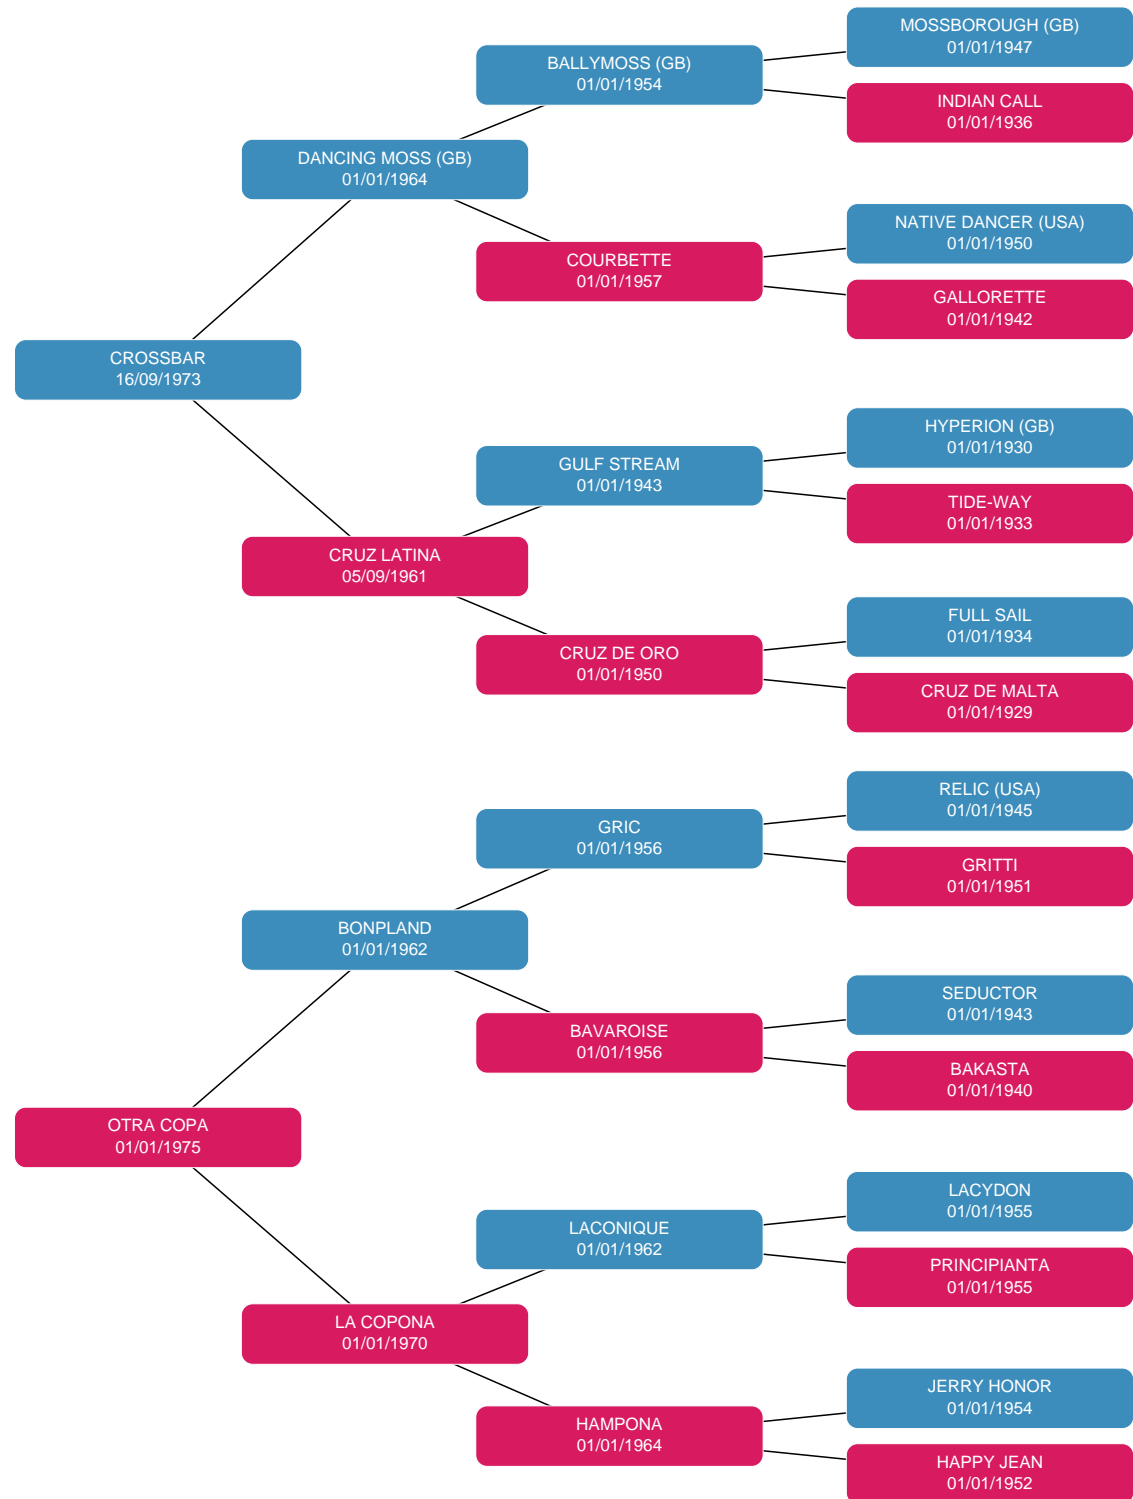 MOSSBOROUGH (GB)
01/01/1947
BALLYMOSS (GB)
01/01/1954
INDIAN CALL
01/01/1936
DANCING MOSS (GB)
01/01/1964
NATIVE DANCER (USA)
01/01/1950
COURBETTE
01/01/1957
GALLORETTE
01/01/1942
CROSSBAR
16/09/1973
HYPERION (GB)
01/01/1930
GULF STREAM
01/01/1943
TIDE-WAY
01/01/1933
CRUZ LATINA
05/09/1961
FULL SAIL
01/01/1934
CRUZ DE ORO
01/01/1950
CRUZ DE MALTA
01/01/1929
RELIC (USA)
01/01/1945
GRIC
01/01/1956
GRITTI
01/01/1951
BONPLAND
01/01/1962
SEDUCTOR
01/01/1943
BAVAROISE
01/01/1956
BAKASTA
01/01/1940
OTRA COPA
01/01/1975
LACYDON
01/01/1955
LACONIQUE
01/01/1962
PRINCIPIANTA
01/01/1955
LA COPONA
01/01/1970
JERRY HONOR
01/01/1954
HAMPONA
01/01/1964
HAPPY JEAN
01/01/1952